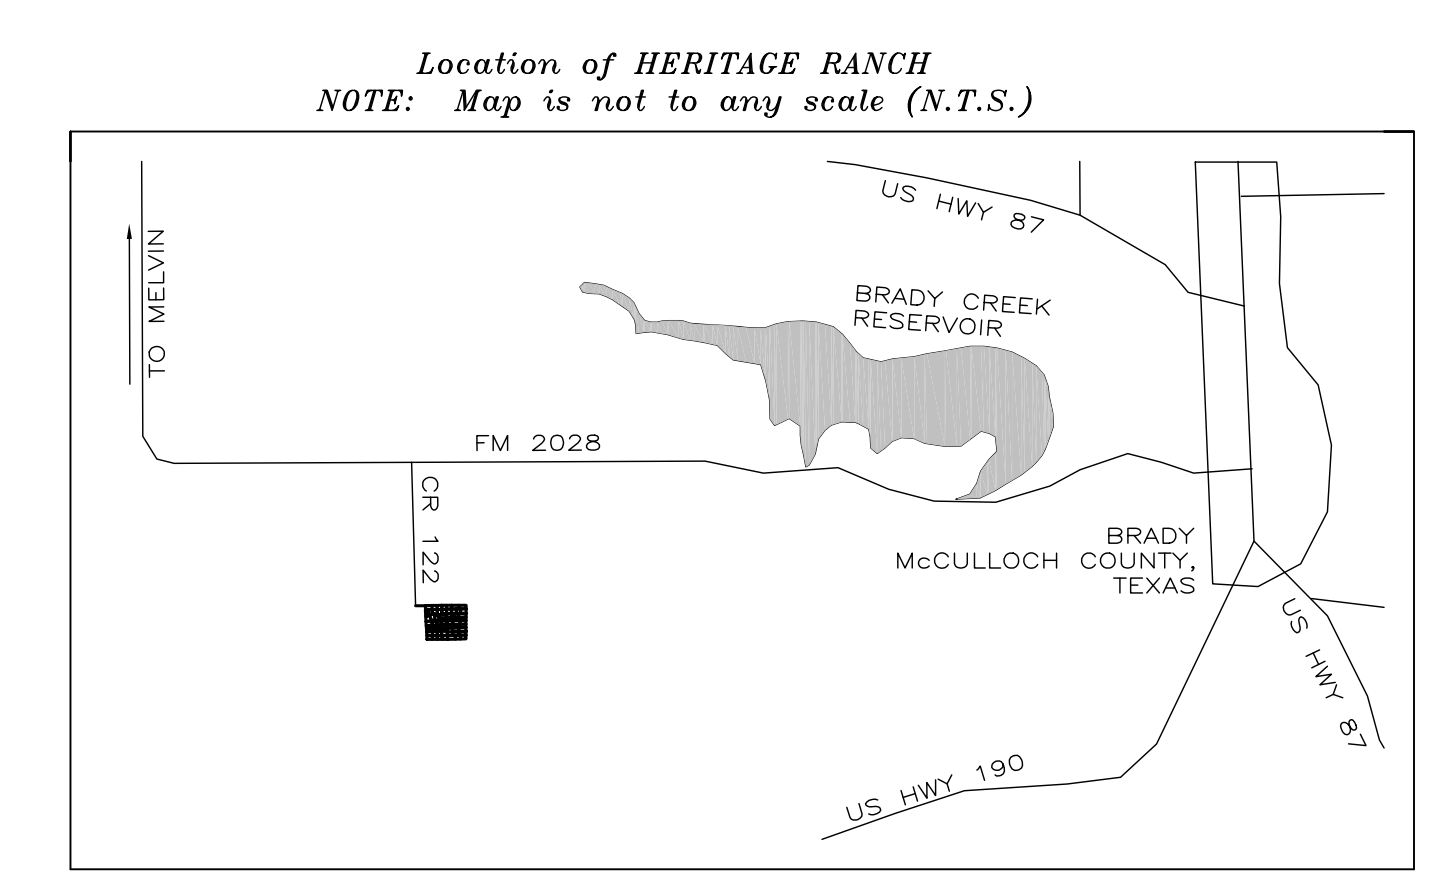 Location of HERITAGE RANCH
NOTE: Map is not to any scale (N.T.S.)
US HWY 87
TO MELVIN
BRADY CREEK
RESERVOIR
FM 2028
CR 122
BRADY
McCULLOCH COUNTY,
TEXAS
US HWY 87
US HWY 190